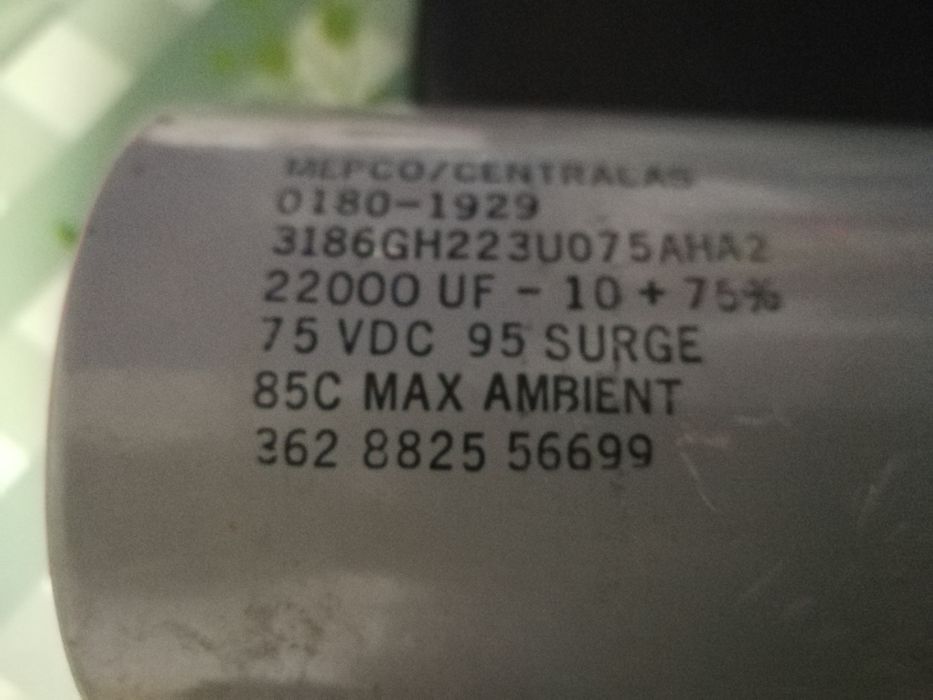 MEPCO/CENTRALAB
0180-1929
3186GH223U075AHA2
22000 UF - 10 + 75%
75 VDC 95 SURGE
85C MAX AMBIENT
362 8825 56699